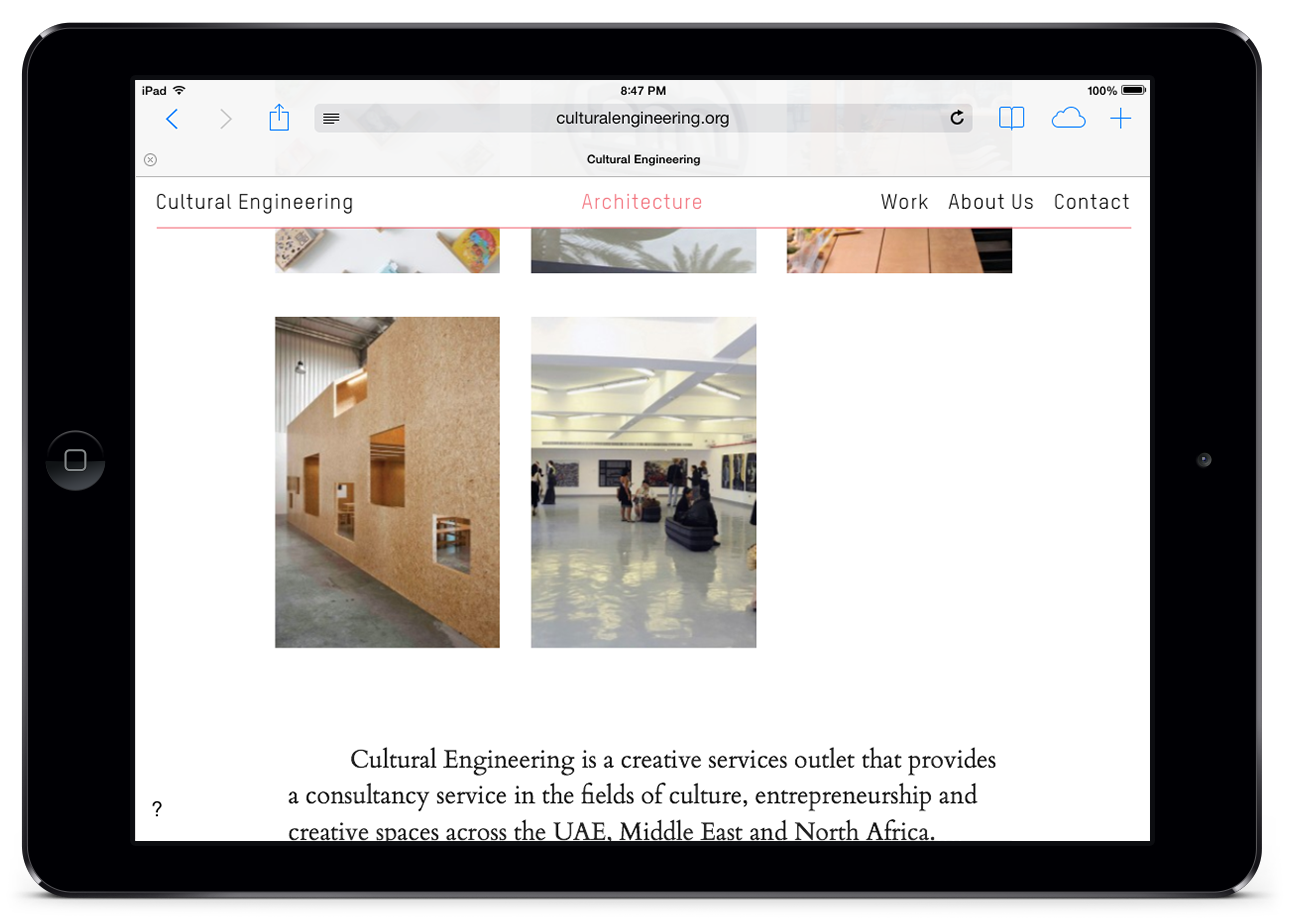 iPad 8:47 PM 100%
culturalengineering.org
Cultural Engineering
Cultural Engineering Architecture Work About Us Contact
Cultural Engineering is a creative services outlet that provides
a consultancy service in the fields of culture, entrepreneurship and
?
creative spaces across the UAE, Middle East and North Africa.